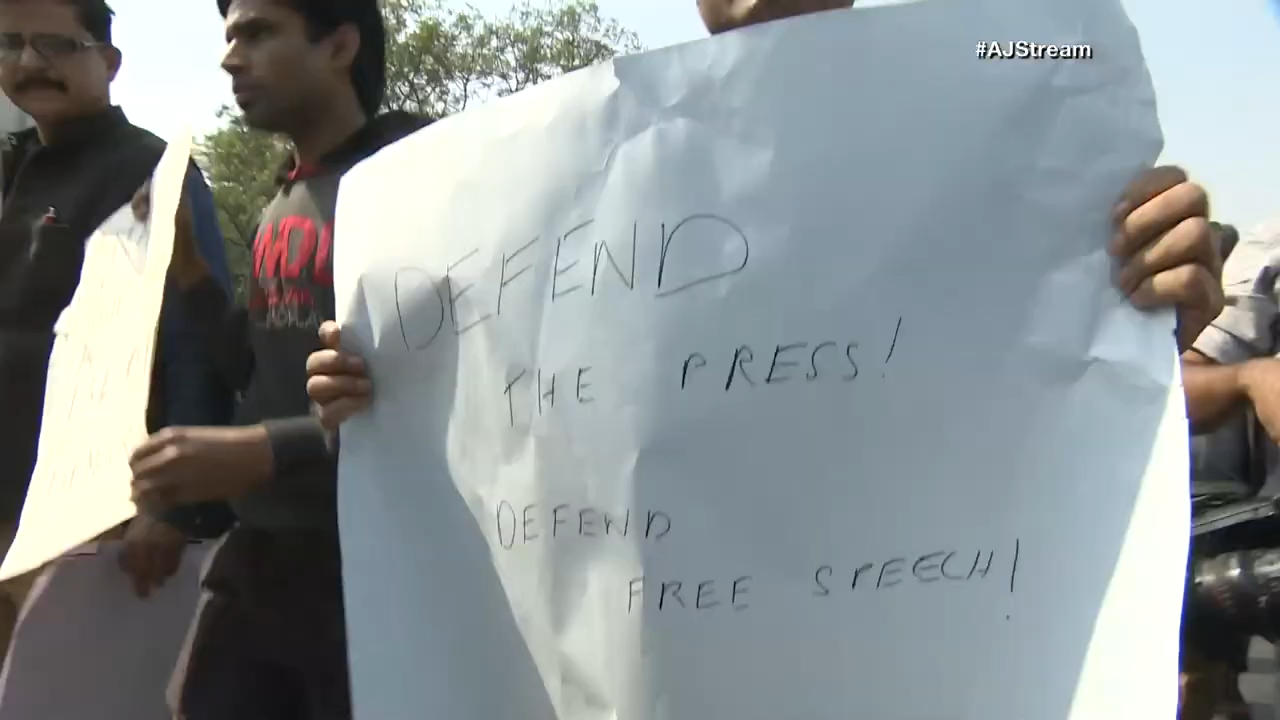 #AJStream
DEFEND
THE PRESS!
DEFEND
FREE SPEECH!